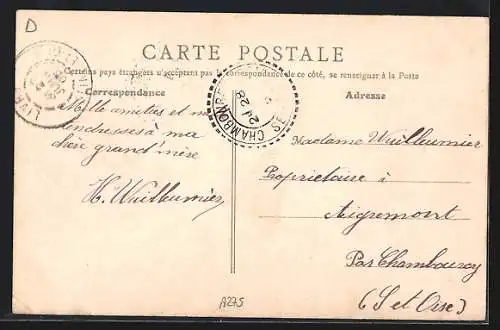 D
CARTE POSTALE
Certains pays étrangers n'acceptant pas la correspondance de ce côté, se renseigner à la Poste
Correspondance
Adresse
CHAMBOURCY
Mille amitiés et mes
tendresses à ma
chère grand'mère
H. Wuilleumier
Madame Wuilleumier
Propriétaire à
Aigremont
Par Chambourcy
(S et Oise)
A275